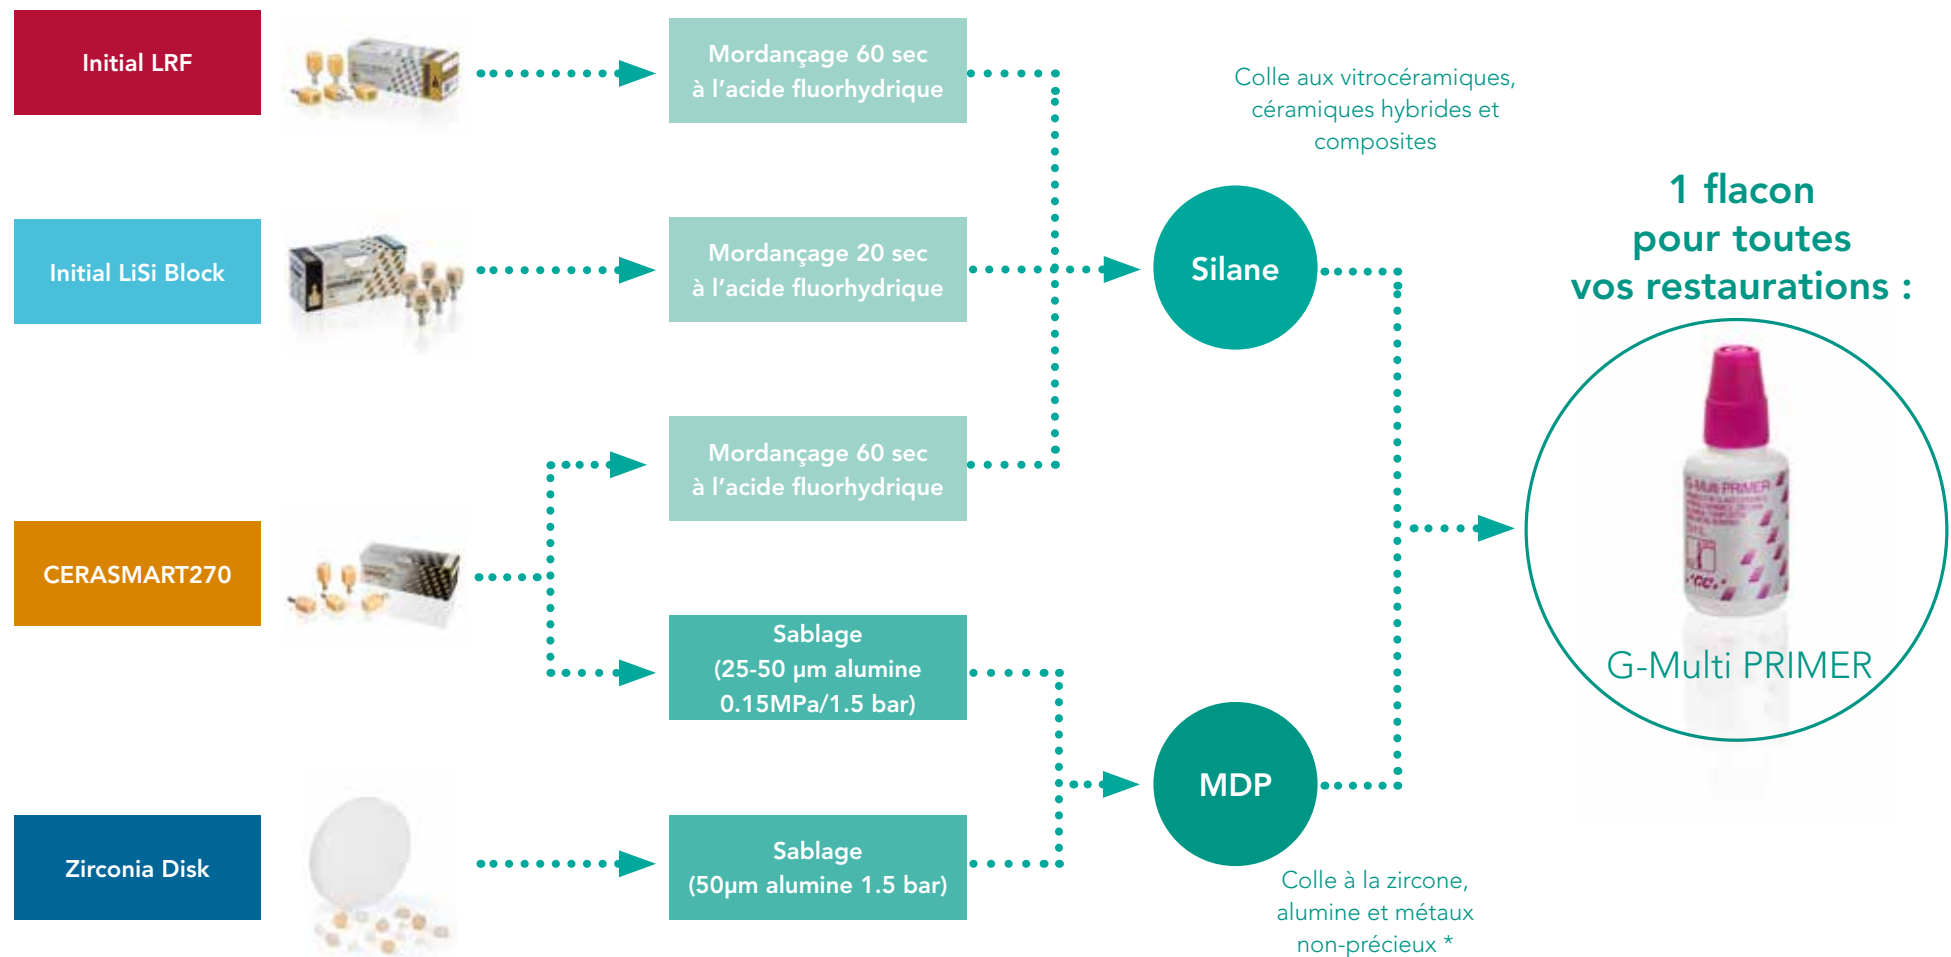 Initial LRF
Mordançage 60 sec
à l’acide fluorhydrique
Colle aux vitrocéramiques,
céramiques hybrides et
composites
Initial LiSi Block
Mordançage 20 sec
à l’acide fluorhydrique
Silane
1 flacon
pour toutes
vos restaurations :
Mordançage 60 sec
à l’acide fluorhydrique
CERASMART270
Sablage
(25-50 µm alumine
0.15MPa/1.5 bar)
G-Multi PRIMER
GC
G-Multi PRIMER
Zirconia Disk
Sablage
(50µm alumine 1.5 bar)
MDP
Colle à la zircone,
alumine et métaux
non-précieux *